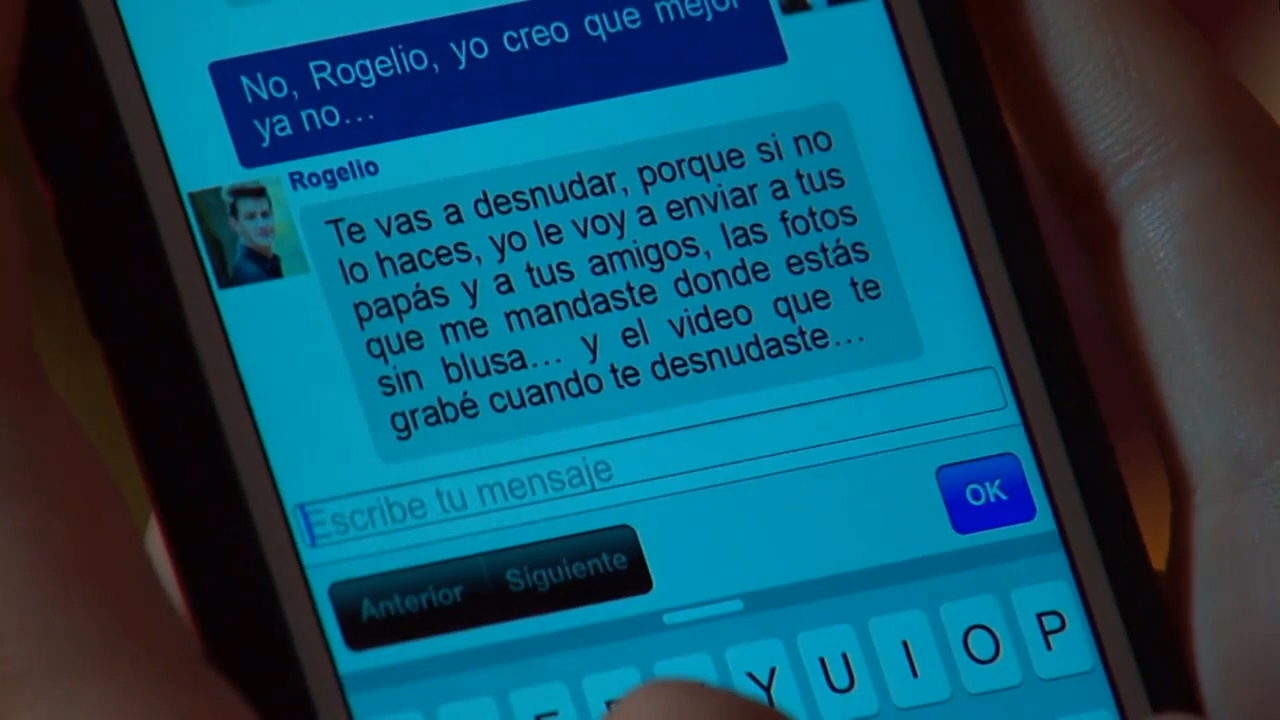 No, Rogelio, yo creo que mejor
ya no...
Rogelio
Te vas a desnudar, porque si no
lo haces, yo le voy a enviar a tus
papás y a tus amigos, las fotos
que me mandaste donde estás
sin blusa... y el video que te
grabé cuando te desnudaste...
Escribe tu mensaje
OK
Anterior Siguiente
Y U I O P